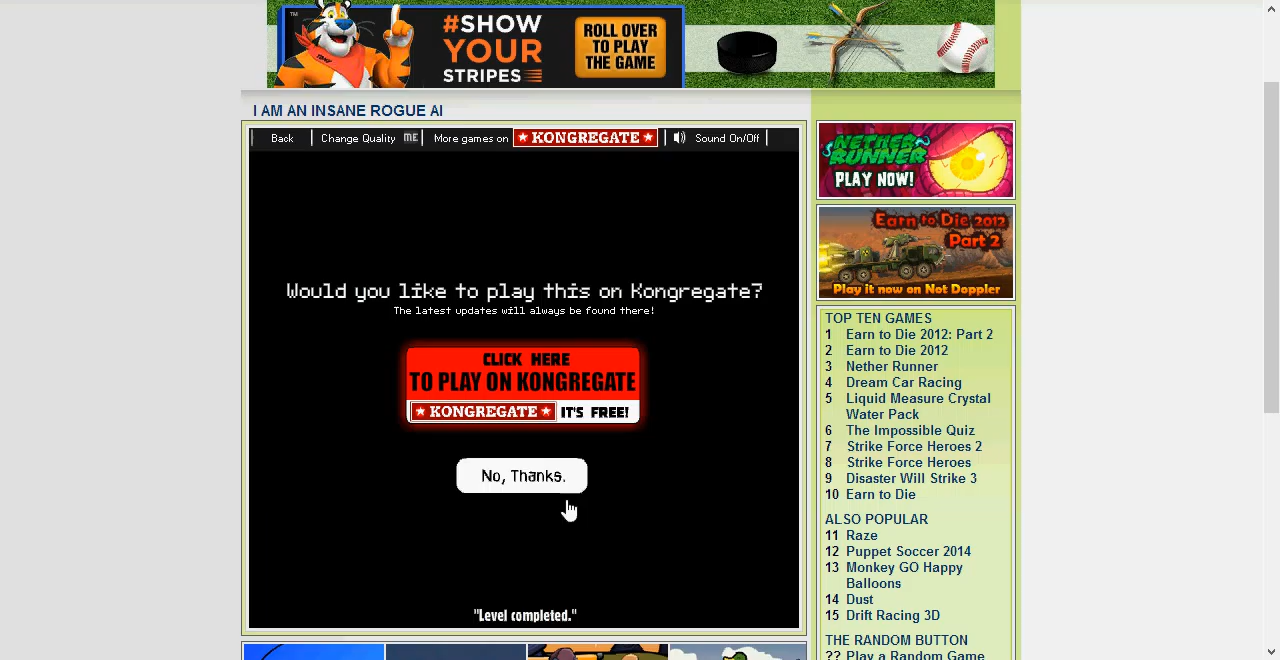 ™
#SHOW
YOUR
STRIPES
ROLL OVER
TO PLAY
THE GAME
TONY
I AM AN INSANE ROGUE AI
Back
Change Quality ME
More games on ★ KONGREGATE ★
Sound On/Off
Would you like to play this on Kongregate?
The latest updates will always be found there!
CLICK HERE
TO PLAY ON KONGREGATE
★ KONGREGATE ★ IT'S FREE!
No, Thanks.
"Level completed."
NETHER
RUNNER
PLAY NOW!
Earn to Die 2012
Part 2
Play it now on Not Doppler
TOP TEN GAMES
1 Earn to Die 2012: Part 2
2 Earn to Die 2012
3 Nether Runner
4 Dream Car Racing
5 Liquid Measure Crystal
Water Pack
6 The Impossible Quiz
7 Strike Force Heroes 2
8 Strike Force Heroes
9 Disaster Will Strike 3
10 Earn to Die
ALSO POPULAR
11 Raze
12 Puppet Soccer 2014
13 Monkey GO Happy
Balloons
14 Dust
15 Drift Racing 3D
THE RANDOM BUTTON
?? Play a Random Game